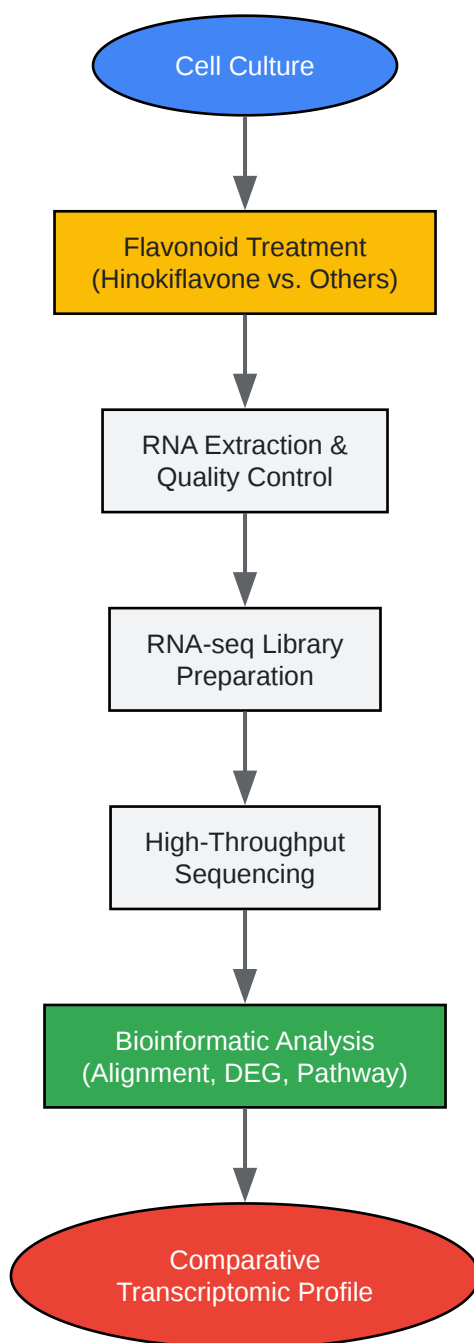 Cell Culture
Flavonoid Treatment
(Hinokiflavone vs. Others)
RNA Extraction &
Quality Control
RNA-seq Library
Preparation
High-Throughput
Sequencing
Bioinformatic Analysis
(Alignment, DEG, Pathway)
Comparative
Transcriptomic Profile